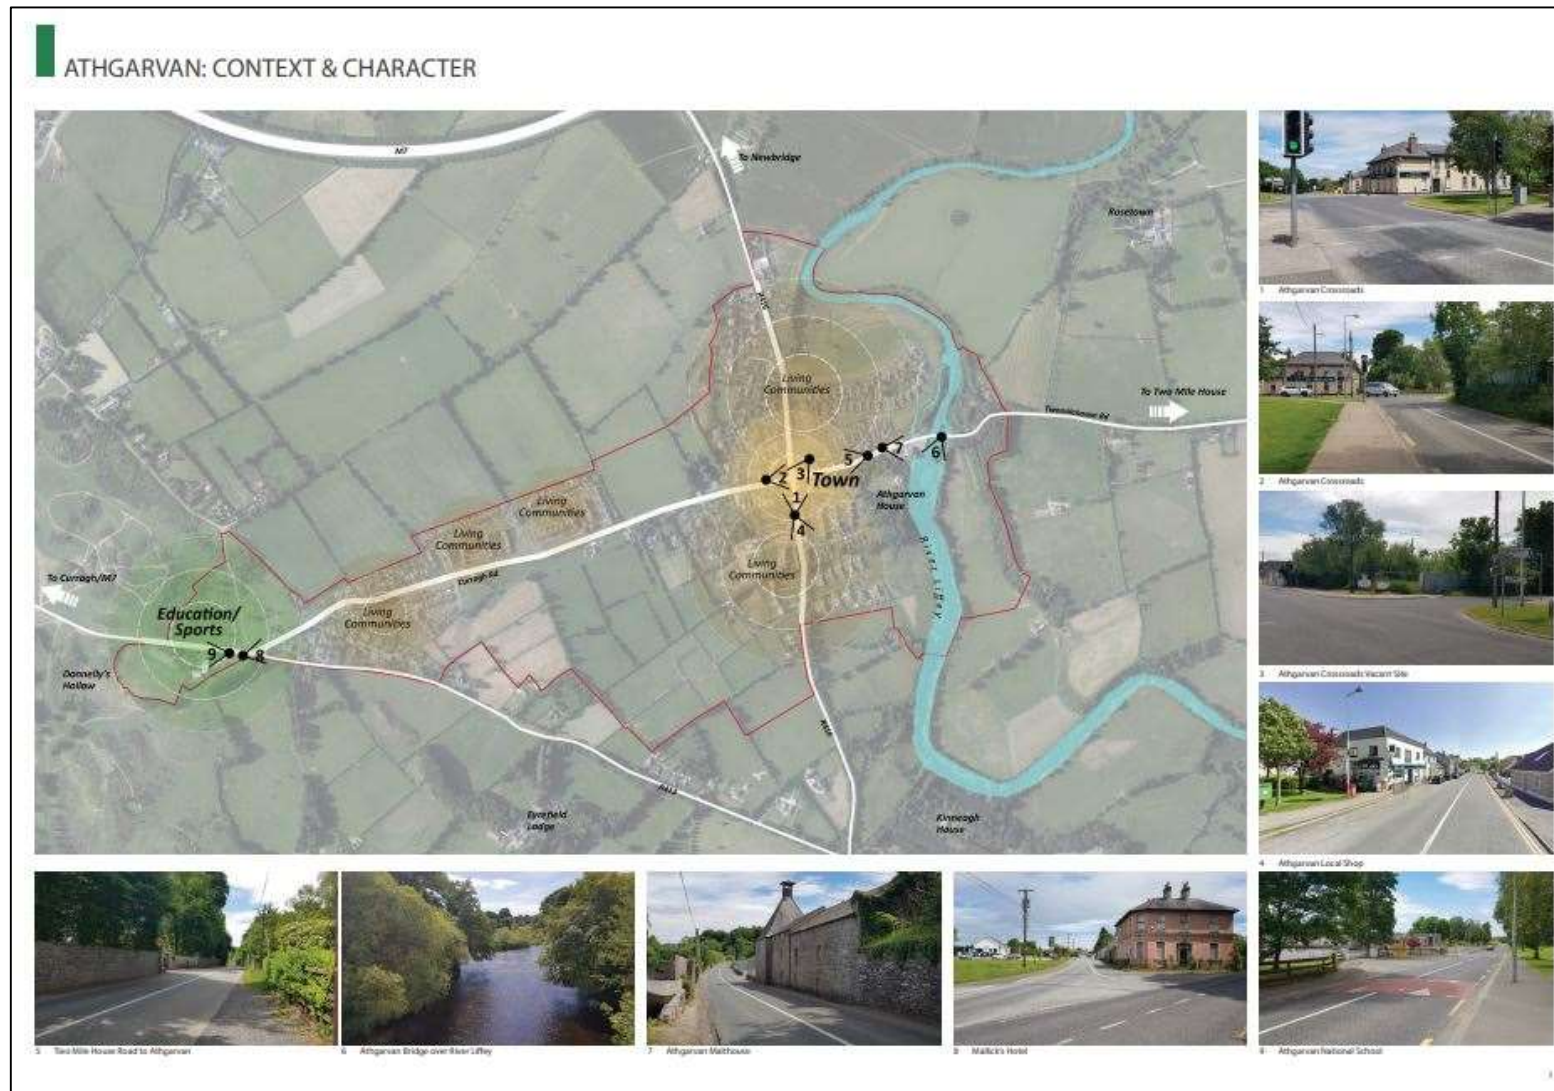 ATHGARVAN: CONTEXT & CHARACTER
M7
To Newbridge
Rosetown
To Two Mile House
Living
Communities
2
3
Town
1
4
5
7
6
Athgarvan
House
River Liffey
Living
Communities
Living
Communities
Living
Communities
Curragh Rd
Living
Communities
To Curragh/M7
Education/
Sports
9
8
Donnelly's
Hollow
Eyrefield
Lodge
Kinneagh
House
1 Athgarvan Crossroads
2 Athgarvan Crossroads
3 Athgarvan Crossroads Vacant Site
4 Athgarvan Local Shop
5 Two Mile House Road to Athgarvan
6 Athgarvan Bridge over River Liffey
7 Athgarvan Malthouse
8 Mallick's Hotel
9 Athgarvan National School